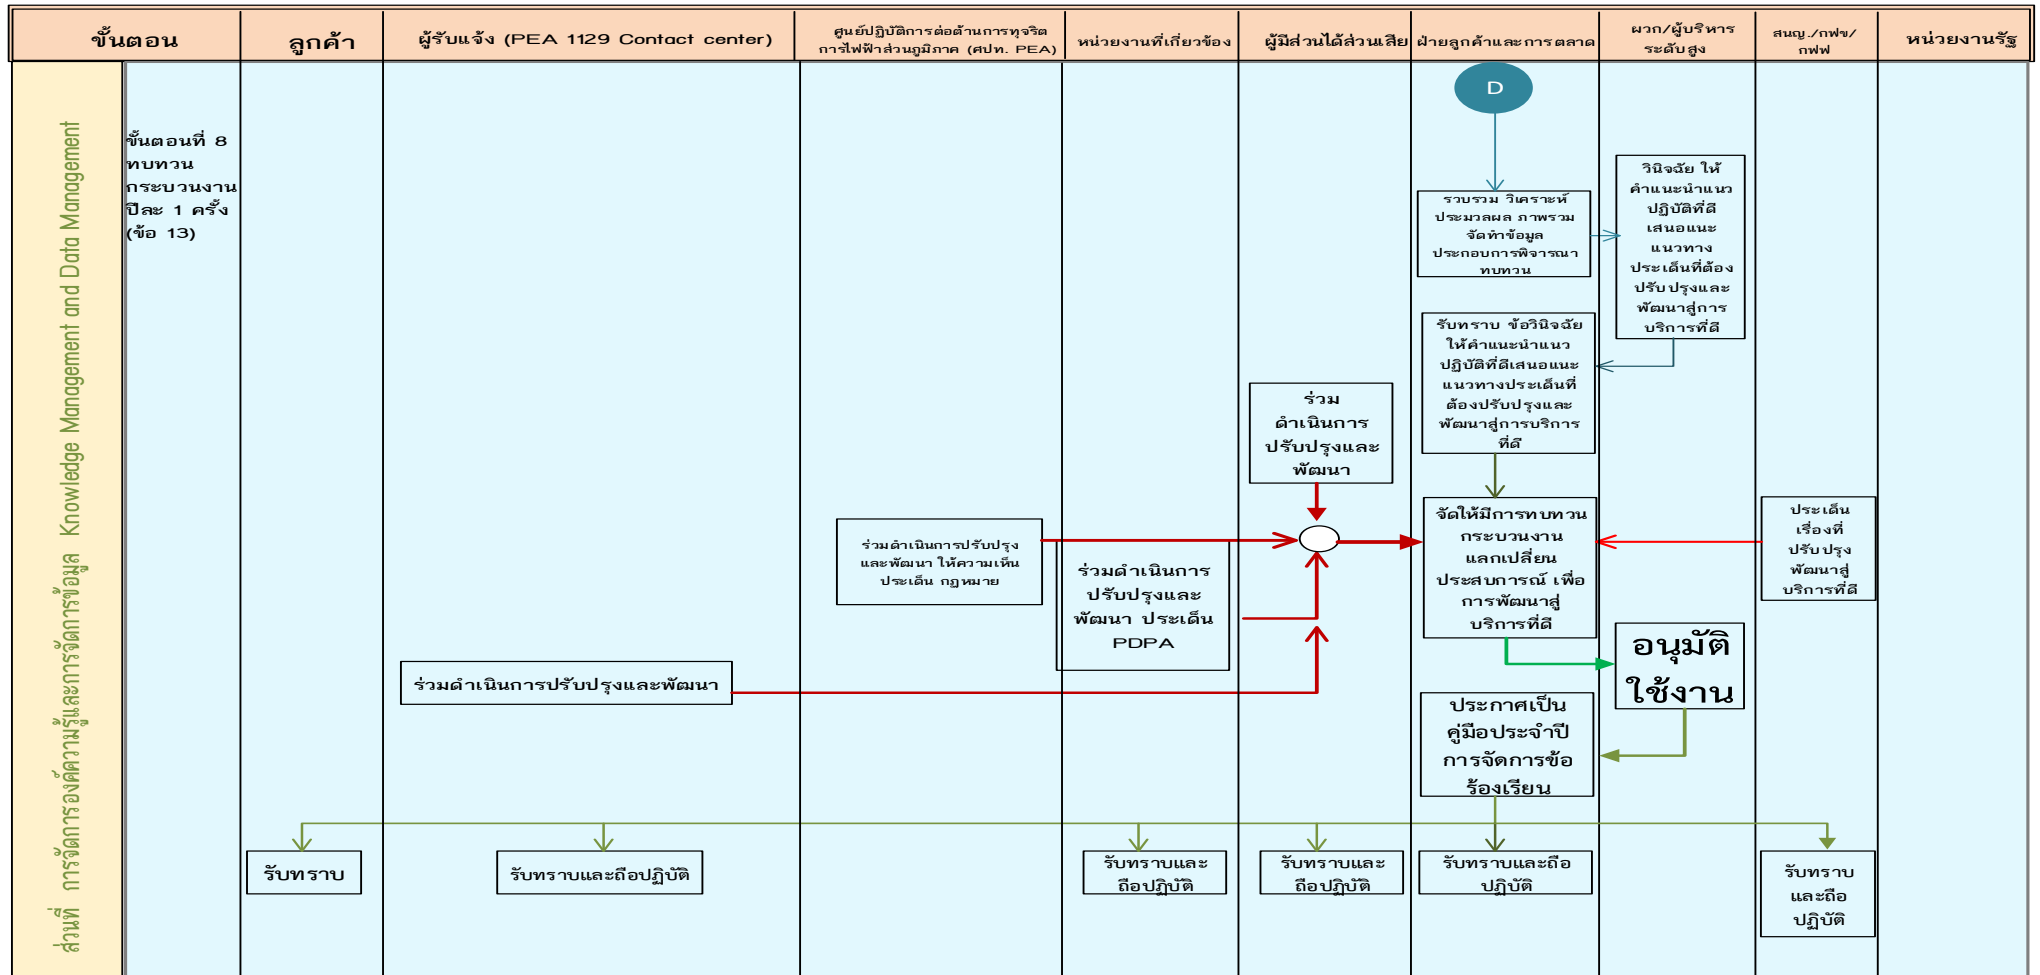 ขั้นตอน
ลูกค้า
ผู้รับแจ้ง (PEA 1129 Contact center)
ศูนย์ปฏิบัติการต่อต้านการทุจริต
การไฟฟ้าส่วนภูมิภาค (ศปท. PEA)
หน่วยงานที่เกี่ยวข้อง
ผู้มีส่วนได้ส่วนเสีย
ฝ่ายลูกค้าและการตลาด
ผวก/ผู้บริหาร
ระดับสูง
สนญ./กฟข/
กฟฟ
หน่วยงานรัฐ
ส่วนที่ การจัดการองค์ความรู้และการจัดการข้อมูล Knowledge Management and Data Management
ขั้นตอนที่ 8
ทบทวน
กระบวนงาน
ปีละ 1 ครั้ง
(ข้อ 13)
D
รวบรวม วิเคราะห์
ประมวลผล ภาพรวม
จัดทำข้อมูล
ประกอบการพิจารณา
ทบทวน
วินิจฉัย ให้
คำแนะนำแนว
ปฏิบัติที่ดี
เสนอแนะ
แนวทาง
ประเด็นที่ต้อง
ปรับปรุงและ
พัฒนาสู่การ
บริการที่ดี
รับทราบ ข้อวินิจฉัย
ให้คำแนะนำแนว
ปฏิบัติที่ดีเสนอแนะ
แนวทางประเด็นที่
ต้องปรับปรุงและ
พัฒนาสู่การบริการ
ที่ดี
ร่วม
ดำเนินการ
ปรับปรุงและ
พัฒนา
จัดให้มีการทบทวน
กระบวนงาน
แลกเปลี่ยน
ประสบการณ์ เพื่อ
การพัฒนาสู่
บริการที่ดี
ประเด็น
เรื่องที่
ปรับปรุง
พัฒนาสู่
บริการที่ดี
ร่วมดำเนินการปรับปรุง
และพัฒนา ให้ความเห็น
ประเด็น กฎหมาย
ร่วมดำเนินการ
ปรับปรุงและ
พัฒนา ประเด็น
PDPA
อนุมัติ
ใช้งาน
ร่วมดำเนินการปรับปรุงและพัฒนา
ประกาศเป็น
คู่มือประจำปี
การจัดการข้อ
ร้องเรียน
รับทราบ
รับทราบและถือปฏิบัติ
รับทราบและ
ถือปฏิบัติ
รับทราบและ
ถือปฏิบัติ
รับทราบและถือ
ปฏิบัติ
รับทราบ
และถือ
ปฏิบัติ